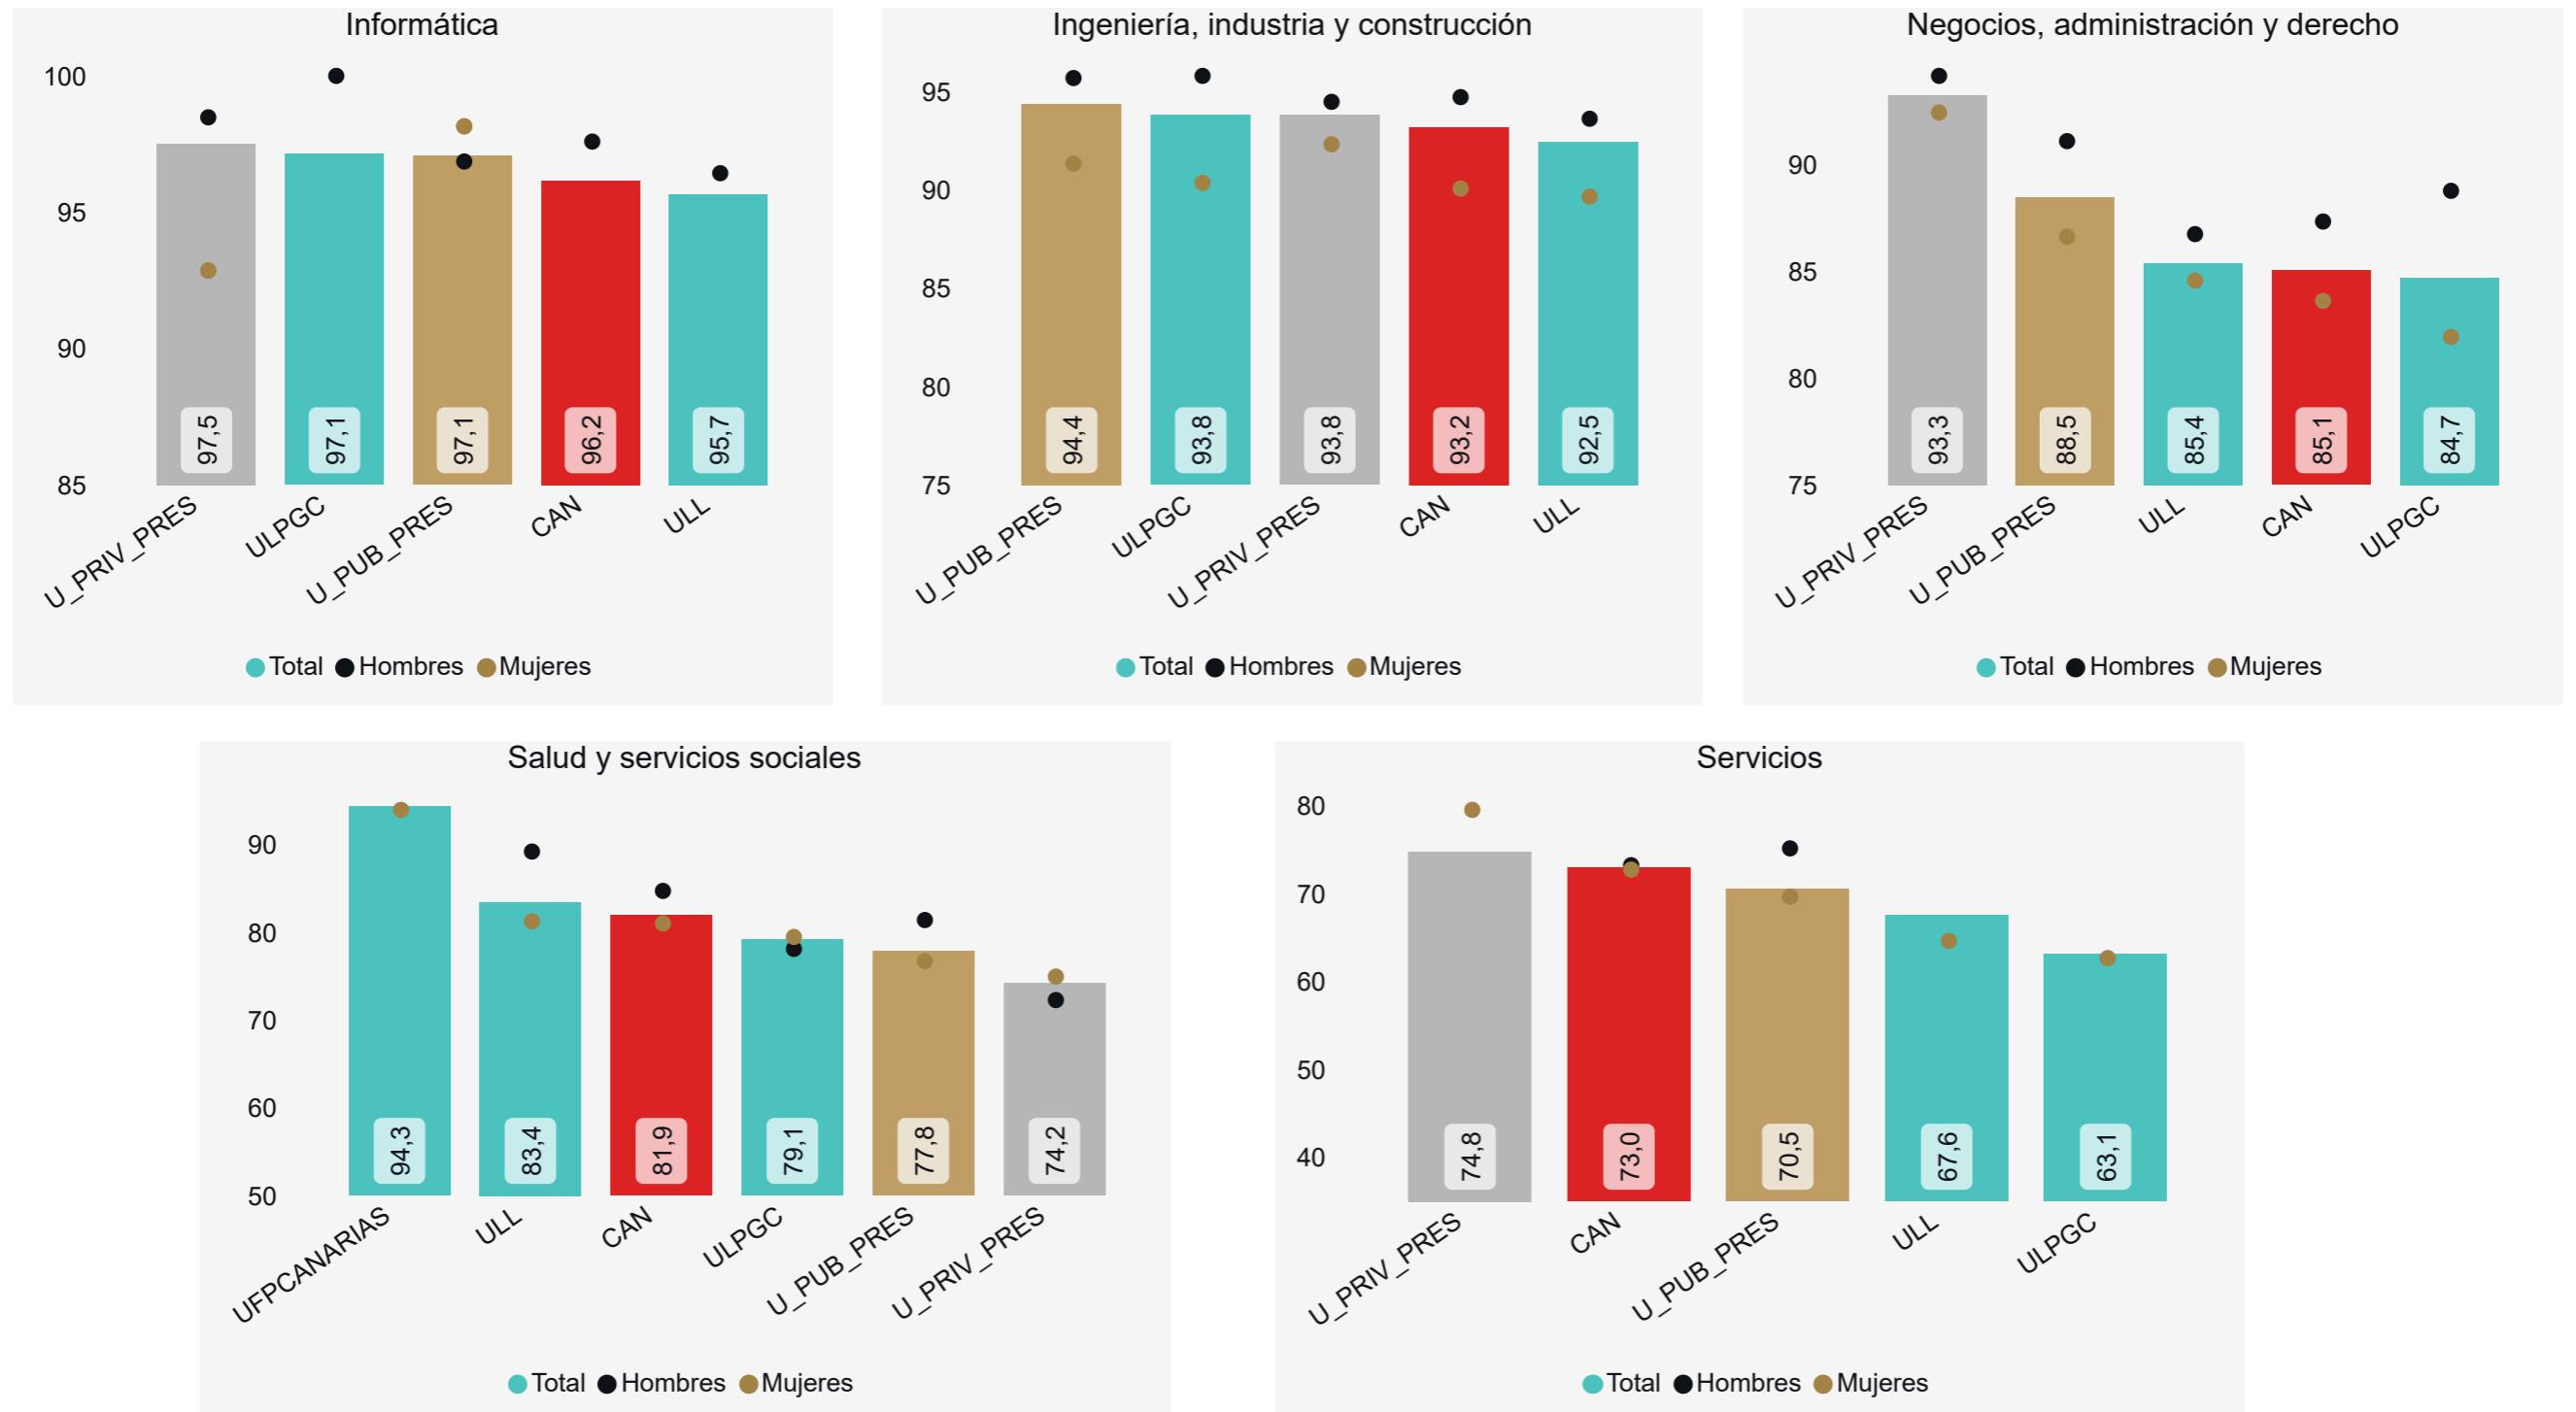 Informática
100
95
90
85
97,5
97,1
97,1
96,2
95,7
U_PRIV_PRES
ULPGC
U_PUB_PRES
CAN
ULL
Total Hombres Mujeres
Ingeniería, industria y construcción
95
90
85
80
75
94,4
93,8
93,8
93,2
92,5
U_PUB_PRES
ULPGC
U_PRIV_PRES
CAN
ULL
Total Hombres Mujeres
Negocios, administración y derecho
90
85
80
75
93,3
88,5
85,4
85,1
84,7
U_PRIV_PRES
U_PUB_PRES
ULL
CAN
ULPGC
Total Hombres Mujeres
Salud y servicios sociales
90
80
70
60
50
94,3
83,4
81,9
79,1
77,8
74,2
UFPCANARIAS
ULL
CAN
ULPGC
U_PUB_PRES
U_PRIV_PRES
Total Hombres Mujeres
Servicios
80
70
60
50
40
74,8
73,0
70,5
67,6
63,1
U_PRIV_PRES
CAN
U_PUB_PRES
ULL
ULPGC
Total Hombres Mujeres